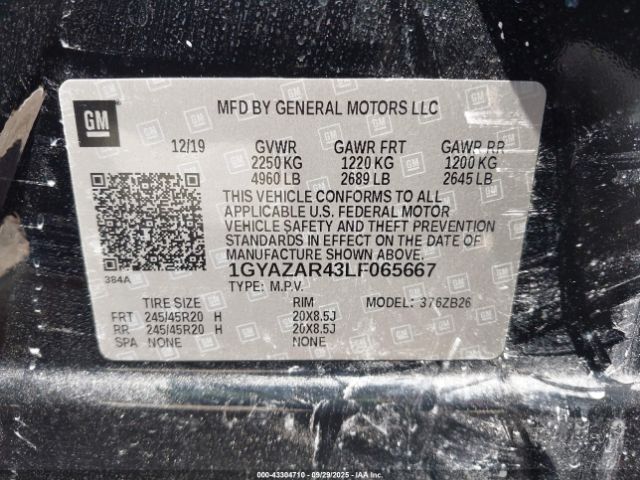 GM
MFD BY GENERAL MOTORS LLC
12/19 GVWR GAWR FRT GAWR RR
2250 KG 1220 KG 1200 KG
4960 LB 2689 LB 2645 LB
THIS VEHICLE CONFORMS TO ALL
APPLICABLE U.S. FEDERAL MOTOR
VEHICLE SAFETY AND THEFT PREVENTION
STANDARDS IN EFFECT ON THE DATE OF
MANUFACTURE SHOWN ABOVE.
384A
1GYAZAR43LF065667
TYPE: M.P.V.
TIRE SIZE RIM MODEL: 376ZB26
FRT 245/45R20 H 20X8.5J
RR 245/45R20 H 20X8.5J
SPA NONE NONE
000-43304710 - 09/29/2025 - IAAI.COM